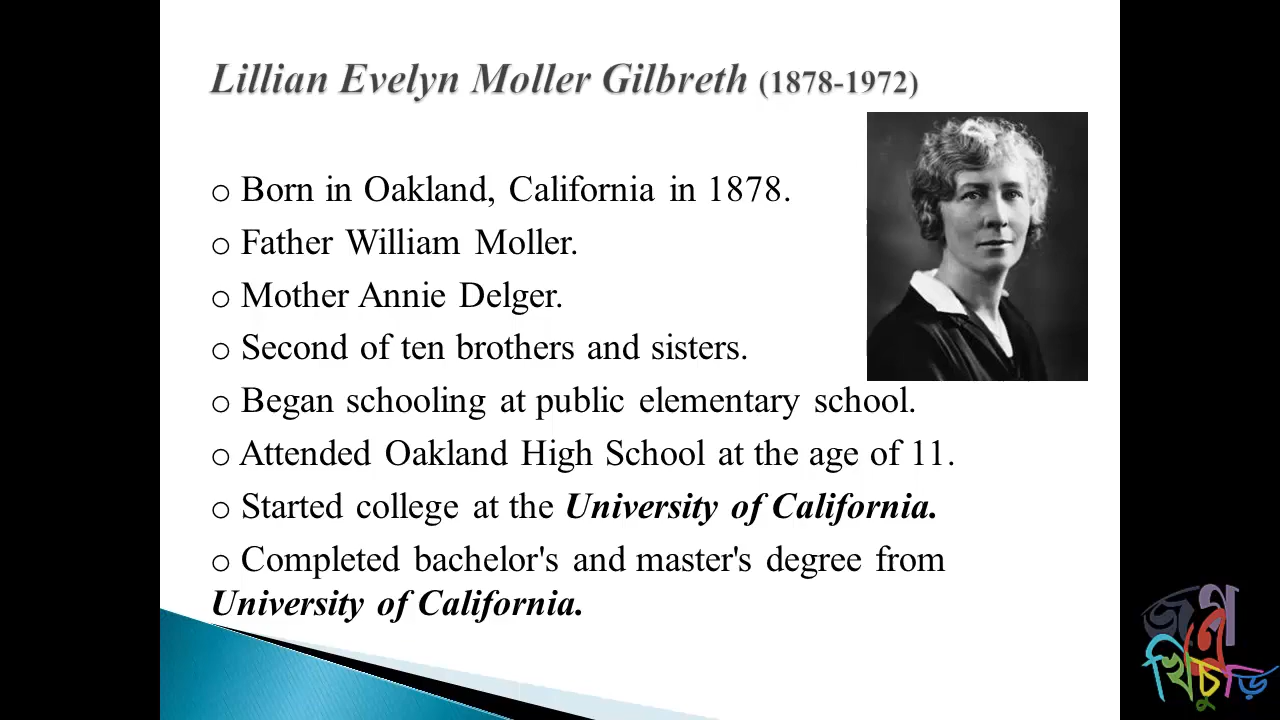 Lillian Evelyn Moller Gilbreth (1878-1972)
o Born in Oakland, California in 1878.
o Father William Moller.
o Mother Annie Delger.
o Second of ten brothers and sisters.
o Began schooling at public elementary school.
o Attended Oakland High School at the age of 11.
o Started college at the University of California.
o Completed bachelor's and master's degree from
University of California.
খিচুড়ি